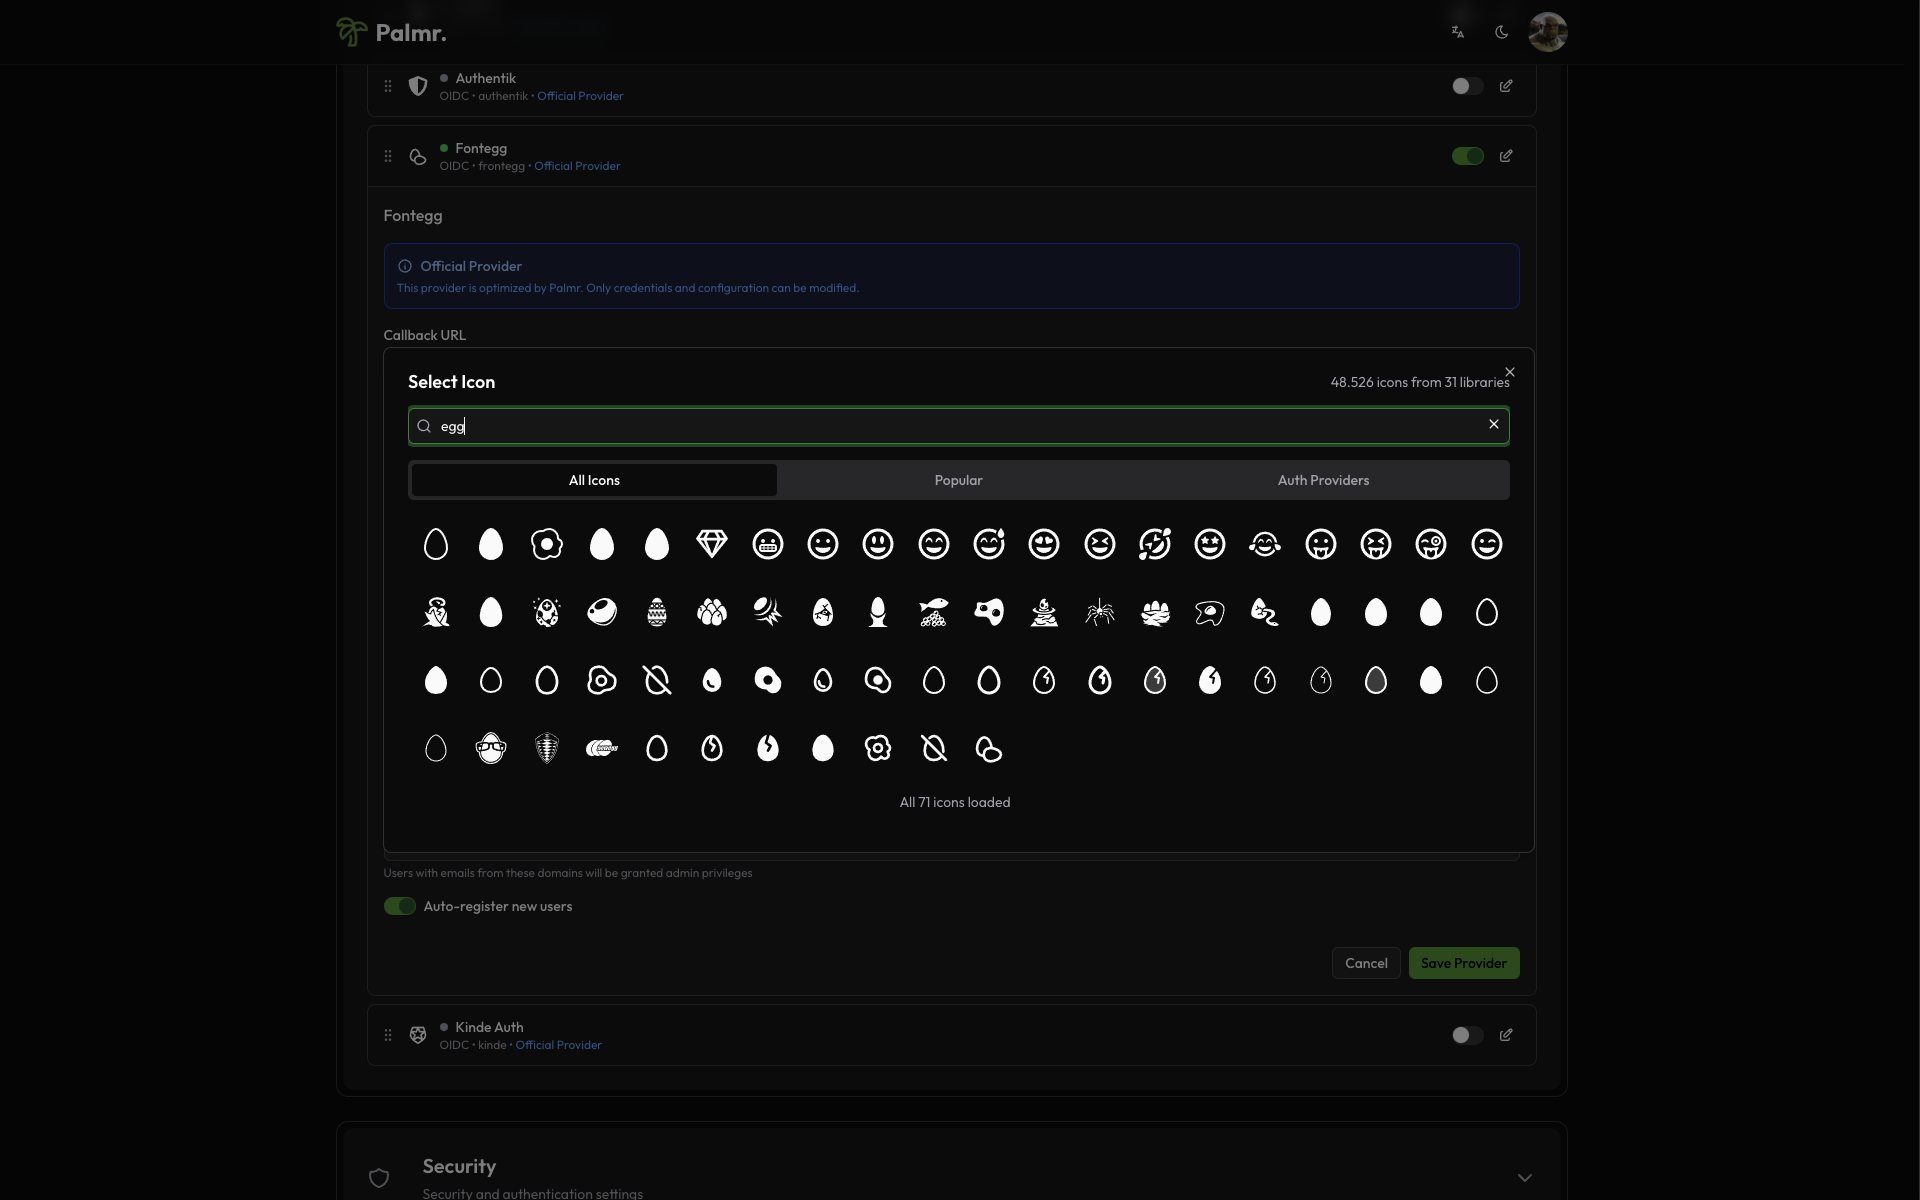 Palmr.
Authentik
OIDC • authentik • Official Provider
Fontegg
OIDC • frontegg • Official Provider
Fontegg
Official Provider
This provider is optimized by Palmr. Only credentials and configuration can be modified.
Callback URL
Select Icon
48.526 icons from 31 libraries
egg
All Icons
Popular
Auth Providers
All 71 icons loaded
Users with emails from these domains will be granted admin privileges
Auto-register new users
Cancel
Save Provider
Kinde Auth
OIDC • kinde • Official Provider
Security
Security and authentication settings